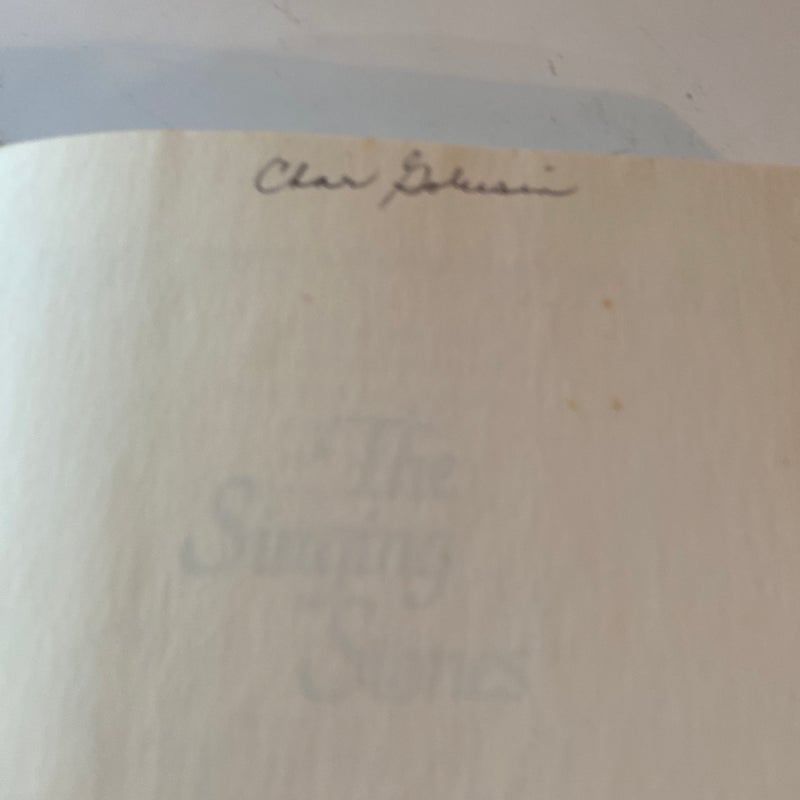 Char
The
Singing
Stones